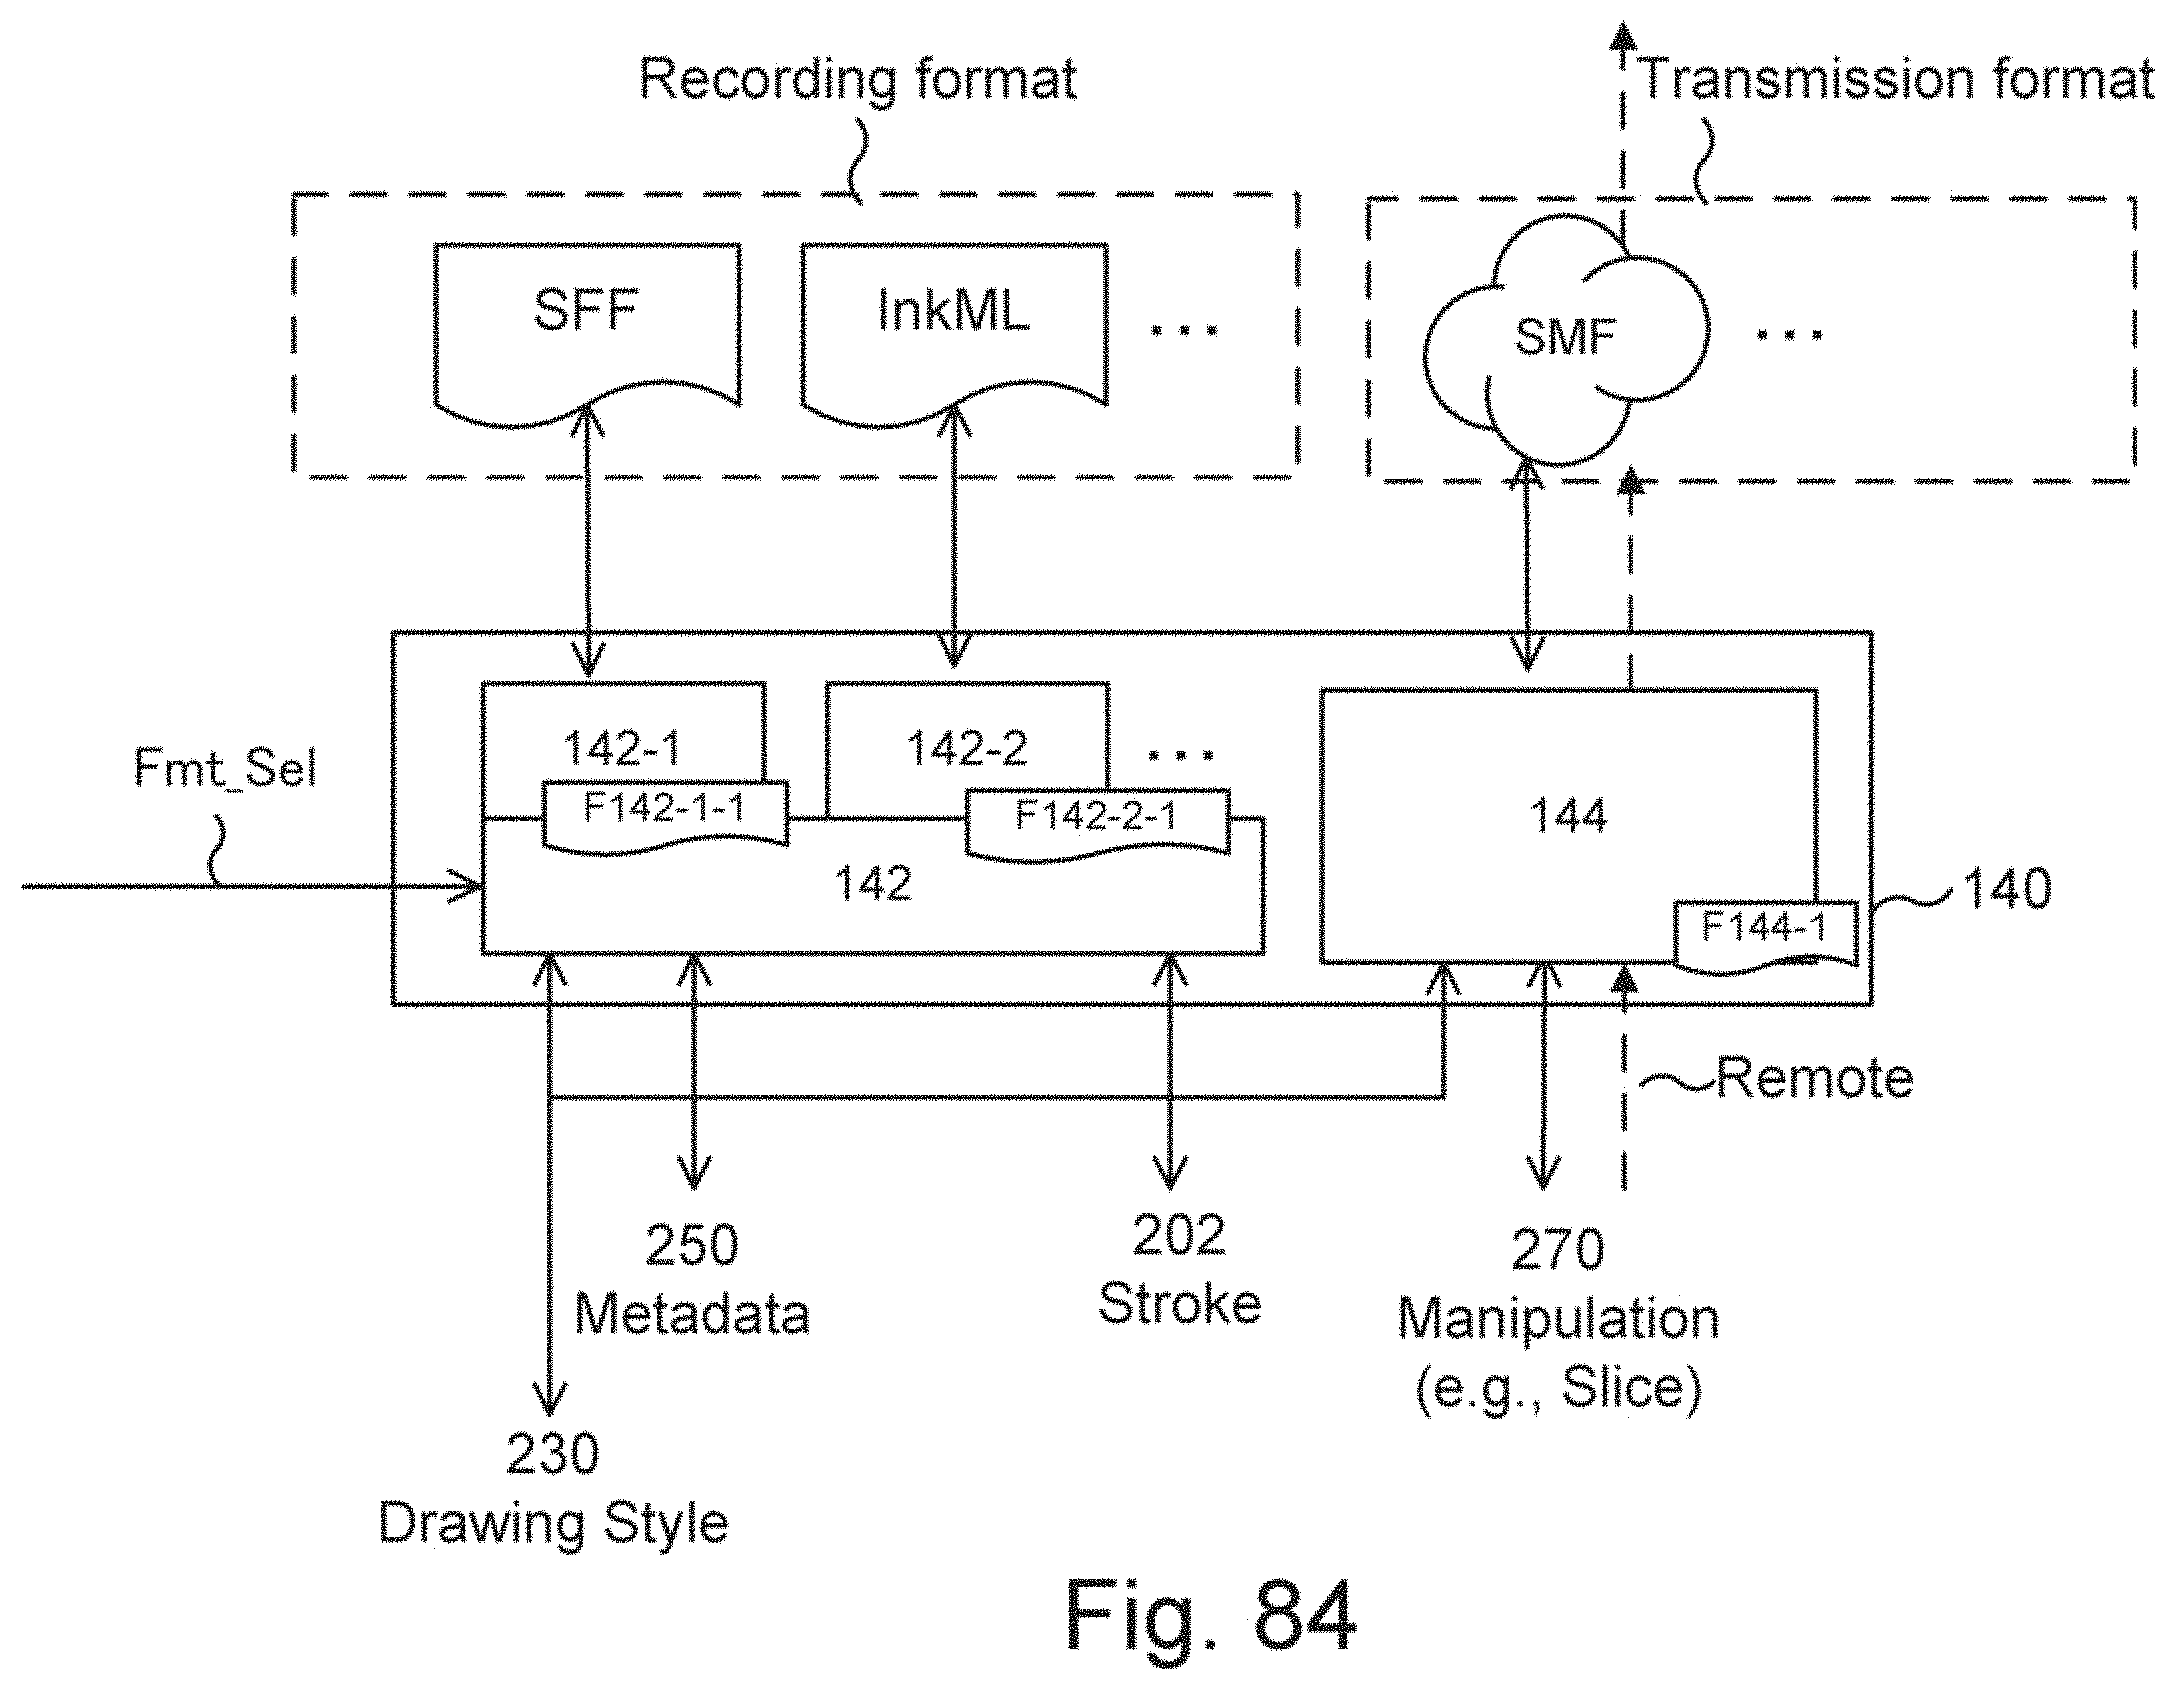 Recording format
Transmission format
SFF
InkML
...
SMF
...
142-1
142-2
...
Fmt_Sel
F142-1-1
F142-2-1
144
142
140
F144-1
Remote
250
Metadata
202
Stroke
270
Manipulation
(e.g., Slice)
230
Drawing Style
Fig. 84